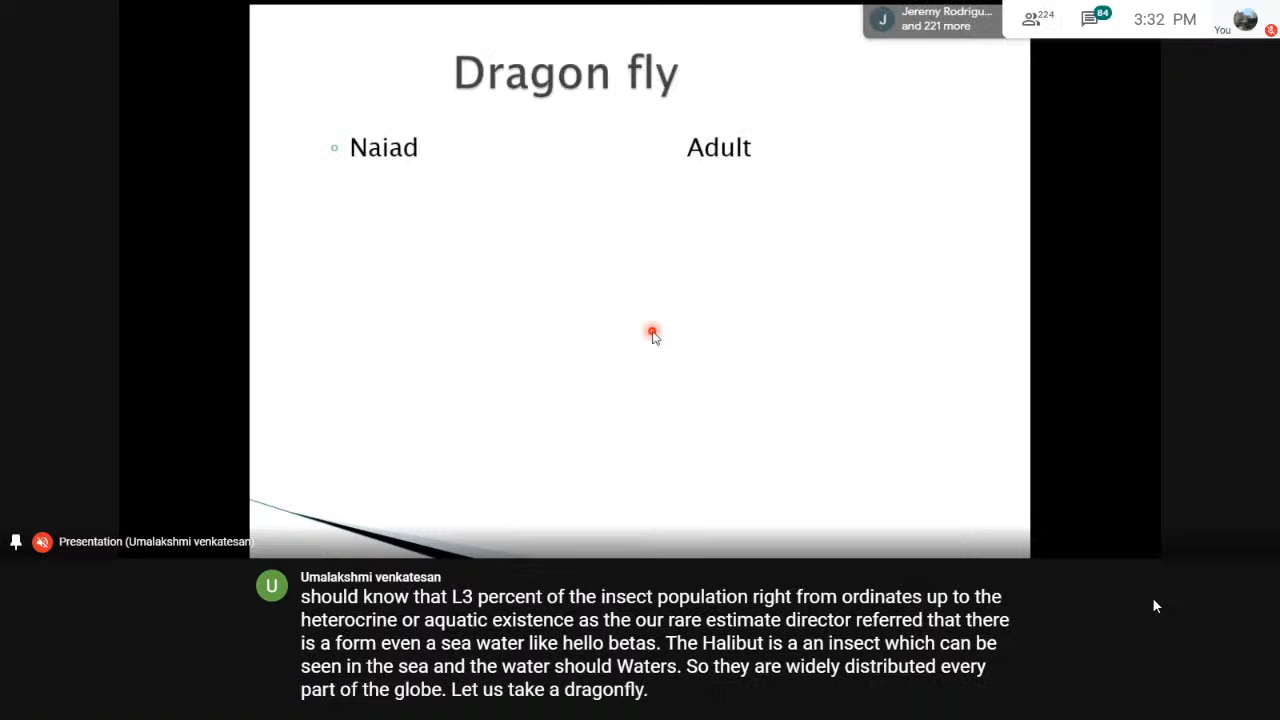 Jeremy Rodrigu...
and 221 more
224
84
3:32 PM
J
You
Dragon fly
Naiad
Adult
Presentation (Umalakshmi venkatesan)
U
Umalakshmi venkatesan
should know that L3 percent of the insect population right from ordinates up to the
heterocrine or aquatic existence as the our rare estimate director referred that there
is a form even a sea water like hello betas. The Halibut is a an insect which can be
seen in the sea and the water should Waters. So they are widely distributed every
part of the globe. Let us take a dragonfly.